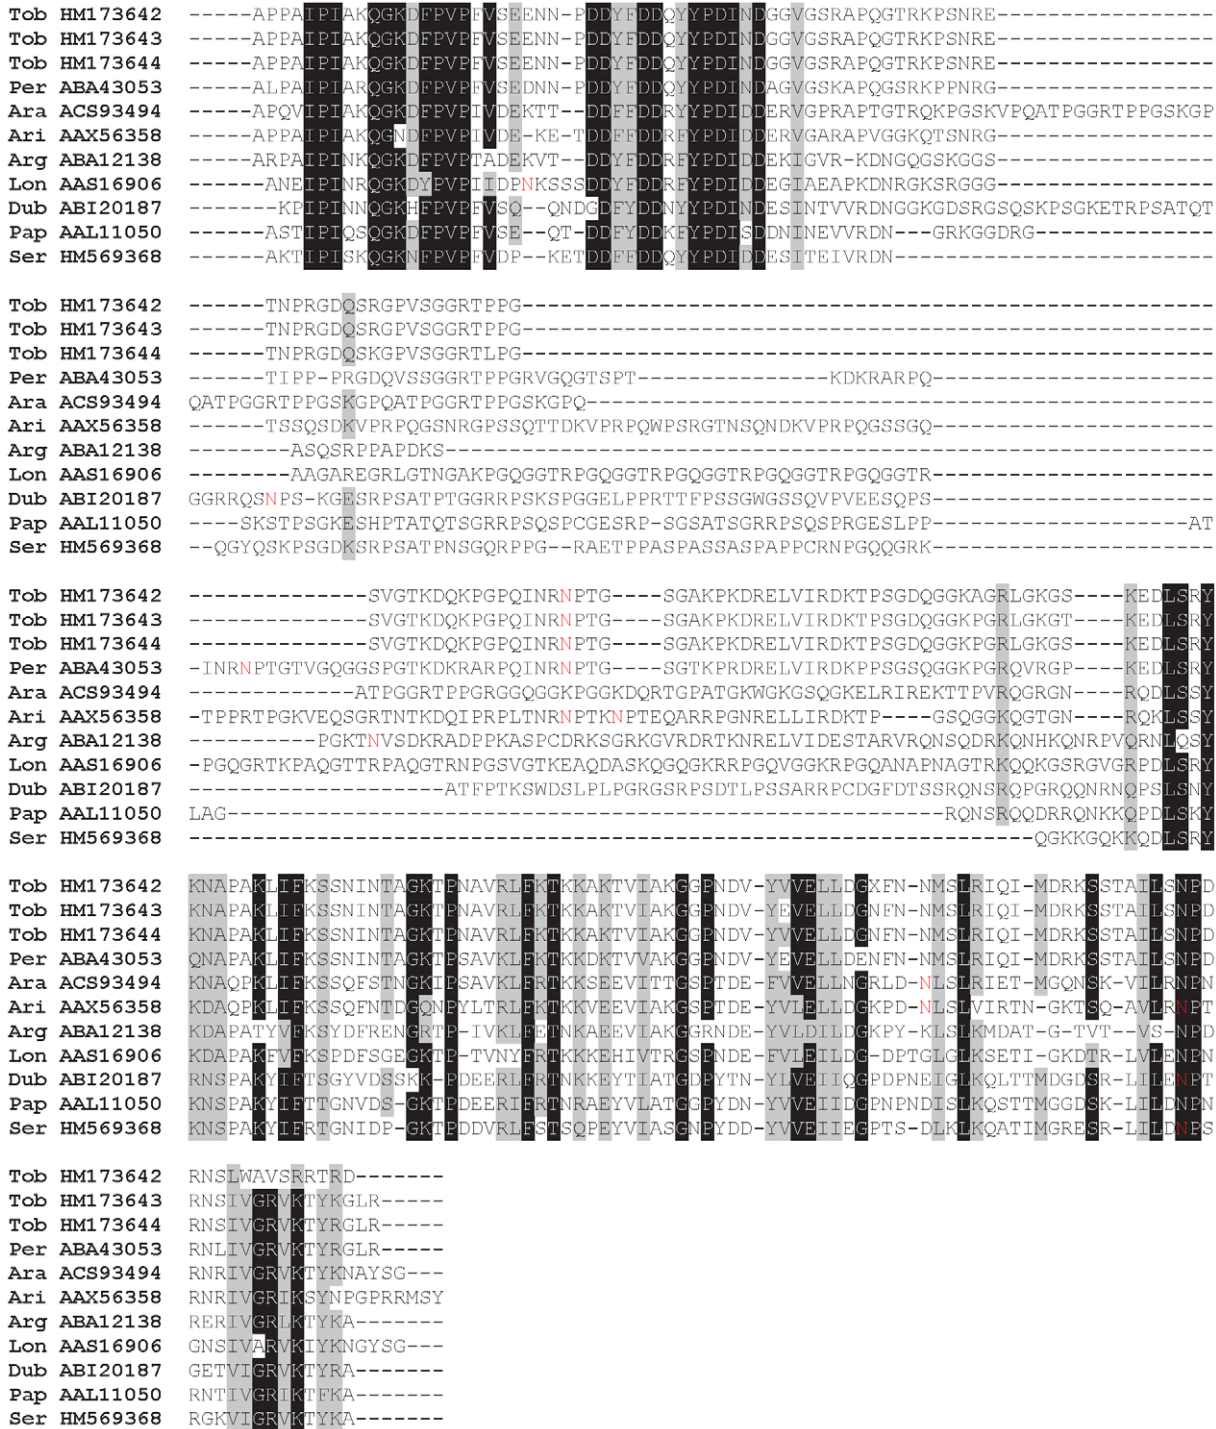 Tob HM173642 -----APPAIPIAKQGKDFPVPFVSEENN-PDDYFDDQYYPDINDGGVGSRAPQGTRKPSNRE-----------------
Tob HM173643 -----APPAIPIAKQGKDFPVPFVSEENN-PDDYFDDQYYPDINDGGVGSRAPQGTRKPSNRE-----------------
Tob HM173644 -----APPAIPIAKQGKDFPVPFVSEENN-PDDYFDDQYYPDINDGGVGSRAPQGTRKPSNRE-----------------
Per ABA43053 -----ALPAIPIARQGKDFPVPFVSEDNN-PDDYFDDQYYPDINDAGVGSKAPQGSRKPPNRG-----------------
Ara ACS93494 -----APQVIPIAKQGKDFPVPTVDEKTT--DDYFDDRYYPDIDDERVGPRAPTGTRQKPGSKVPQATPGGRTPPGSKGP
Ari AAX56358 -----APPAIPIAKQGNDFPVPIVDE-KE-TDDYFDDRFYPDIDDERVGARAPVGGKQTSNRG-----------------
Arg ABA12138 -----ARPAIPINKQGKDFPVPTADEKVT--DDYFDDRFYPDIDDEKIGVR-KDNGQGSKGGS-----------------
Lon AAS16906 ------ANEIPINRQGKDYPVPIIDPNKSSSDDYFDDRFYPDIDDEGIAEAPKDNRGKSRGGG-----------------
Dub ABI20187 -------KPIPINNQGKHFPVPFVSQ--QNDGDFYDDNYYPDINDESINTVVRDNGGKGDSRGSQSKPSGKETRPSATQT
Pap AAL11050 ------ASTIPIQSQGKDFPVPFVSE--QT-DDFYDDKFYPDISDDNINEVVRDN---GRKGGDRG--------------
Ser HM569368 ------AKTIPISKQGKNFPVPFVDP--KETDDFFDDQYYPDIDDESITEIVRDN-------------------------
Tob HM173642 ------TNPRGDQSRGPVSGGRTPPG------------------------------------------------------
Tob HM173643 ------TNPRGDQSRGPVSGGRTPPG------------------------------------------------------
Tob HM173644 ------TNPRGDQSKGPVSGGRTLPG------------------------------------------------------
Per ABA43053 ------TIPP-PRGDQVSSGGRTPPGRVGQGTSPT---------------KDKRARPQ----------------------
Ara ACS93494 QATPGGRTPPGSKGPQATPGGRTPPGSKGPQ-------------------------------------------------
Ari AAX56358 ------TSSQSDKVPRPQGSNRGPSSQTTDKVPRPQWPSRGTNSQNDKVPRPQGSSGQ----------------------
Arg ABA12138 --------ASQSRPPAPDKS------------------------------------------------------------
Lon AAS16906 --------AAGAREGRLGTNGAKPGQGGTRPGQGGTRPGQGGTRPGQGGTRPGQGGTR----------------------
Dub ABI20187 GGRRQSNPS-KGESRPSATPTGGRRPSKSPGGELPPRTTFPSSGWGSSQVPVEESQPS----------------------
Pap AAL11050 ----SKSTPSGKESHPTATQTSGRRPSQSPCGESRP-SGSATSGRRPSQSPRGESLPP--------------------AT
Ser HM569368 --QGYQSKPSGDKSRPSATPNSGQRPPG--RAETPPASPASSASPAPPCRNPGQQGRK----------------------
Tob HM173642 --------------SVGTKDQKPGPQINRNPTG----SGAKPKDRELVIRDKTPSGDQGGKAGRLGKGS----KEDLSRY
Tob HM173643 --------------SVGTKDQKPGPQINRNPTG----SGAKPKDRELVIRDKTPSGDQGGKPGRLGKGT----KEDLSRY
Tob HM173644 --------------SVGTKDQKPGPQINRNPTG----SGAKPKDRELVIRDKTPSGDQGGKPGRLGKGS----KEDLSRY
Per ABA43053 -INRNPTGTVGQGGSPGTKDKRARPQINRNPTG----SGTKPRDRELVIRDKPPSGSQGGKPGRQVRGP----KEDLSRY
Ara ACS93494 -------------ATPGGRTPPGRGGQGGKPGGKDQRTGPATGKWGKGSQGKELRIREKTTPVRQGRGN----RQDLSSY
Ari AAX56358 -TPPRTPGKVEQSGRTNTKDQIPRPLTNRNPTKNPTEQARRPGNRELLIRDKTP----GSQGGKQGTGN----RQKLSSY
Arg ABA12138 ----------PGKTNVSDKRADPPKASPCDRKSGRKGVRDRTKNRELVIDESTARVRQNSQDRKQNHKQNRPVQRNLQSY
Lon AAS16906 -PGQGRTKPAQGTTRPAQGTRNPGSVGTKEAQDASKQGQGKRRPGQVGGKRPGQANAPNAGTRKQQKGSRGVGRPDLSRY
Dub ABI20187 --------------------ATFPTKSWDSLPLPGRGSRPSDTLPSSARRPCDGFDTSSRQNSRQPGRQQNRNQPSLSNY
Pap AAL11050 LAG--------------------------------------------------------RQNSRQQDRRQNKKQPDLSKY
Ser HM569368 ------------------------------------------------------------------QGKKGQKKQDLSRY
Tob HM173642 KNAPAKLIFKSSNINTAGKTPNAVRLFKTKKAKTVIAKGGPNDV-YVVELLDGXFN-NMSLRIQI-MDRKSSTAILSNPD
Tob HM173643 KNAPAKLIFKSSNINTAGKTPNAVRLFKTKKAKTVIAKGGPNDV-YEVELLDGNFN-NMSLRIQI-MDRKSSTAILSNPD
Tob HM173644 KNAPAKLIFKSSNINTAGKTPNAVRLFKTKKAKTVIAKGGPNDV-YVVELLDGNFN-NMSLRIQI-MDRKSSTAILSNPD
Per ABA43053 QNAPAKLIFKSSNINTAGKTPSAVRLFKTKKDKTVVAKGGPNDV-YEVELLDENFN-NMSLRIQI-MDRKSSTAILSNPD
Ara ACS93494 KNAQPKLIFKSSQFSTNGKIPSAVKLFRTKKSEEVITTGSPTDE-FVVELLNGRLD-NLSLRIET-MGQNSK-VILRNPN
Ari AAX56358 KDAQPKLIFKSSQFNTDGQNPYLTRLFKTKKVEEVIAKGSPTDE-YVLELLDGKPD-NLSLVIRTN-GKTSQ-AVLRNPT
Arg ABA12138 KDAPATYVFKSYDFRENGRTP-IVKLFETNKAEEVIAKGGRNDE-YVLDILDGKPY-KLSLKMDAT-G-TVT--VS-NPD
Lon AAS16906 KDAPAKFVFKSPDFSGEGKTP-TVNYFRTKKKEHIVTRGSPNDE-FVLEILDG-DPTGLGLKSETI-GKDTR-LVLENPN
Dub ABI20187 RNSPAKYIFTSGYVDSSKK-PDEERLFRTNKKEYTIATGDPYTN-YLVEIIQGPDPNEIGLKQLTTMDGDSR-LILENPT
Pap AAL11050 KNSPAKYIFTTGNVDS-GKTPDEERIFRTNRAEYVLATGGPYDN-YVVEIIDGPNPNDISLKQSTTMGGDSK-LILDNPN
Ser HM569368 KNSPAKYIFRTGNIDP-GKTPDDVRLFSTSQPEYVIASGNPYDD-YVVEIIEGPTS-DLKLKQATIMGRESR-LILDNPS
Tob HM173642 RNSLWAVSRRTRD-------
Tob HM173643 RNSIVGRVKTYKGLR-----
Tob HM173644 RNSIVGRVKTYRGLR-----
Per ABA43053 RNLIVGRVKTYRGLR-----
Ara ACS93494 RNRIVGRVKTYKNAYSG---
Ari AAX56358 RNRIVGRIKSYNPGPRRMSY
Arg ABA12138 RERIVGRLKTYKA-------
Lon AAS16906 GNSIVARVKIYKNGYSG---
Dub ABI20187 GETVIGRVKTYRA-------
Pap AAL11050 RNTIVGRIKTFKA-------
Ser HM569368 RGKVIGRVKTYKA-------